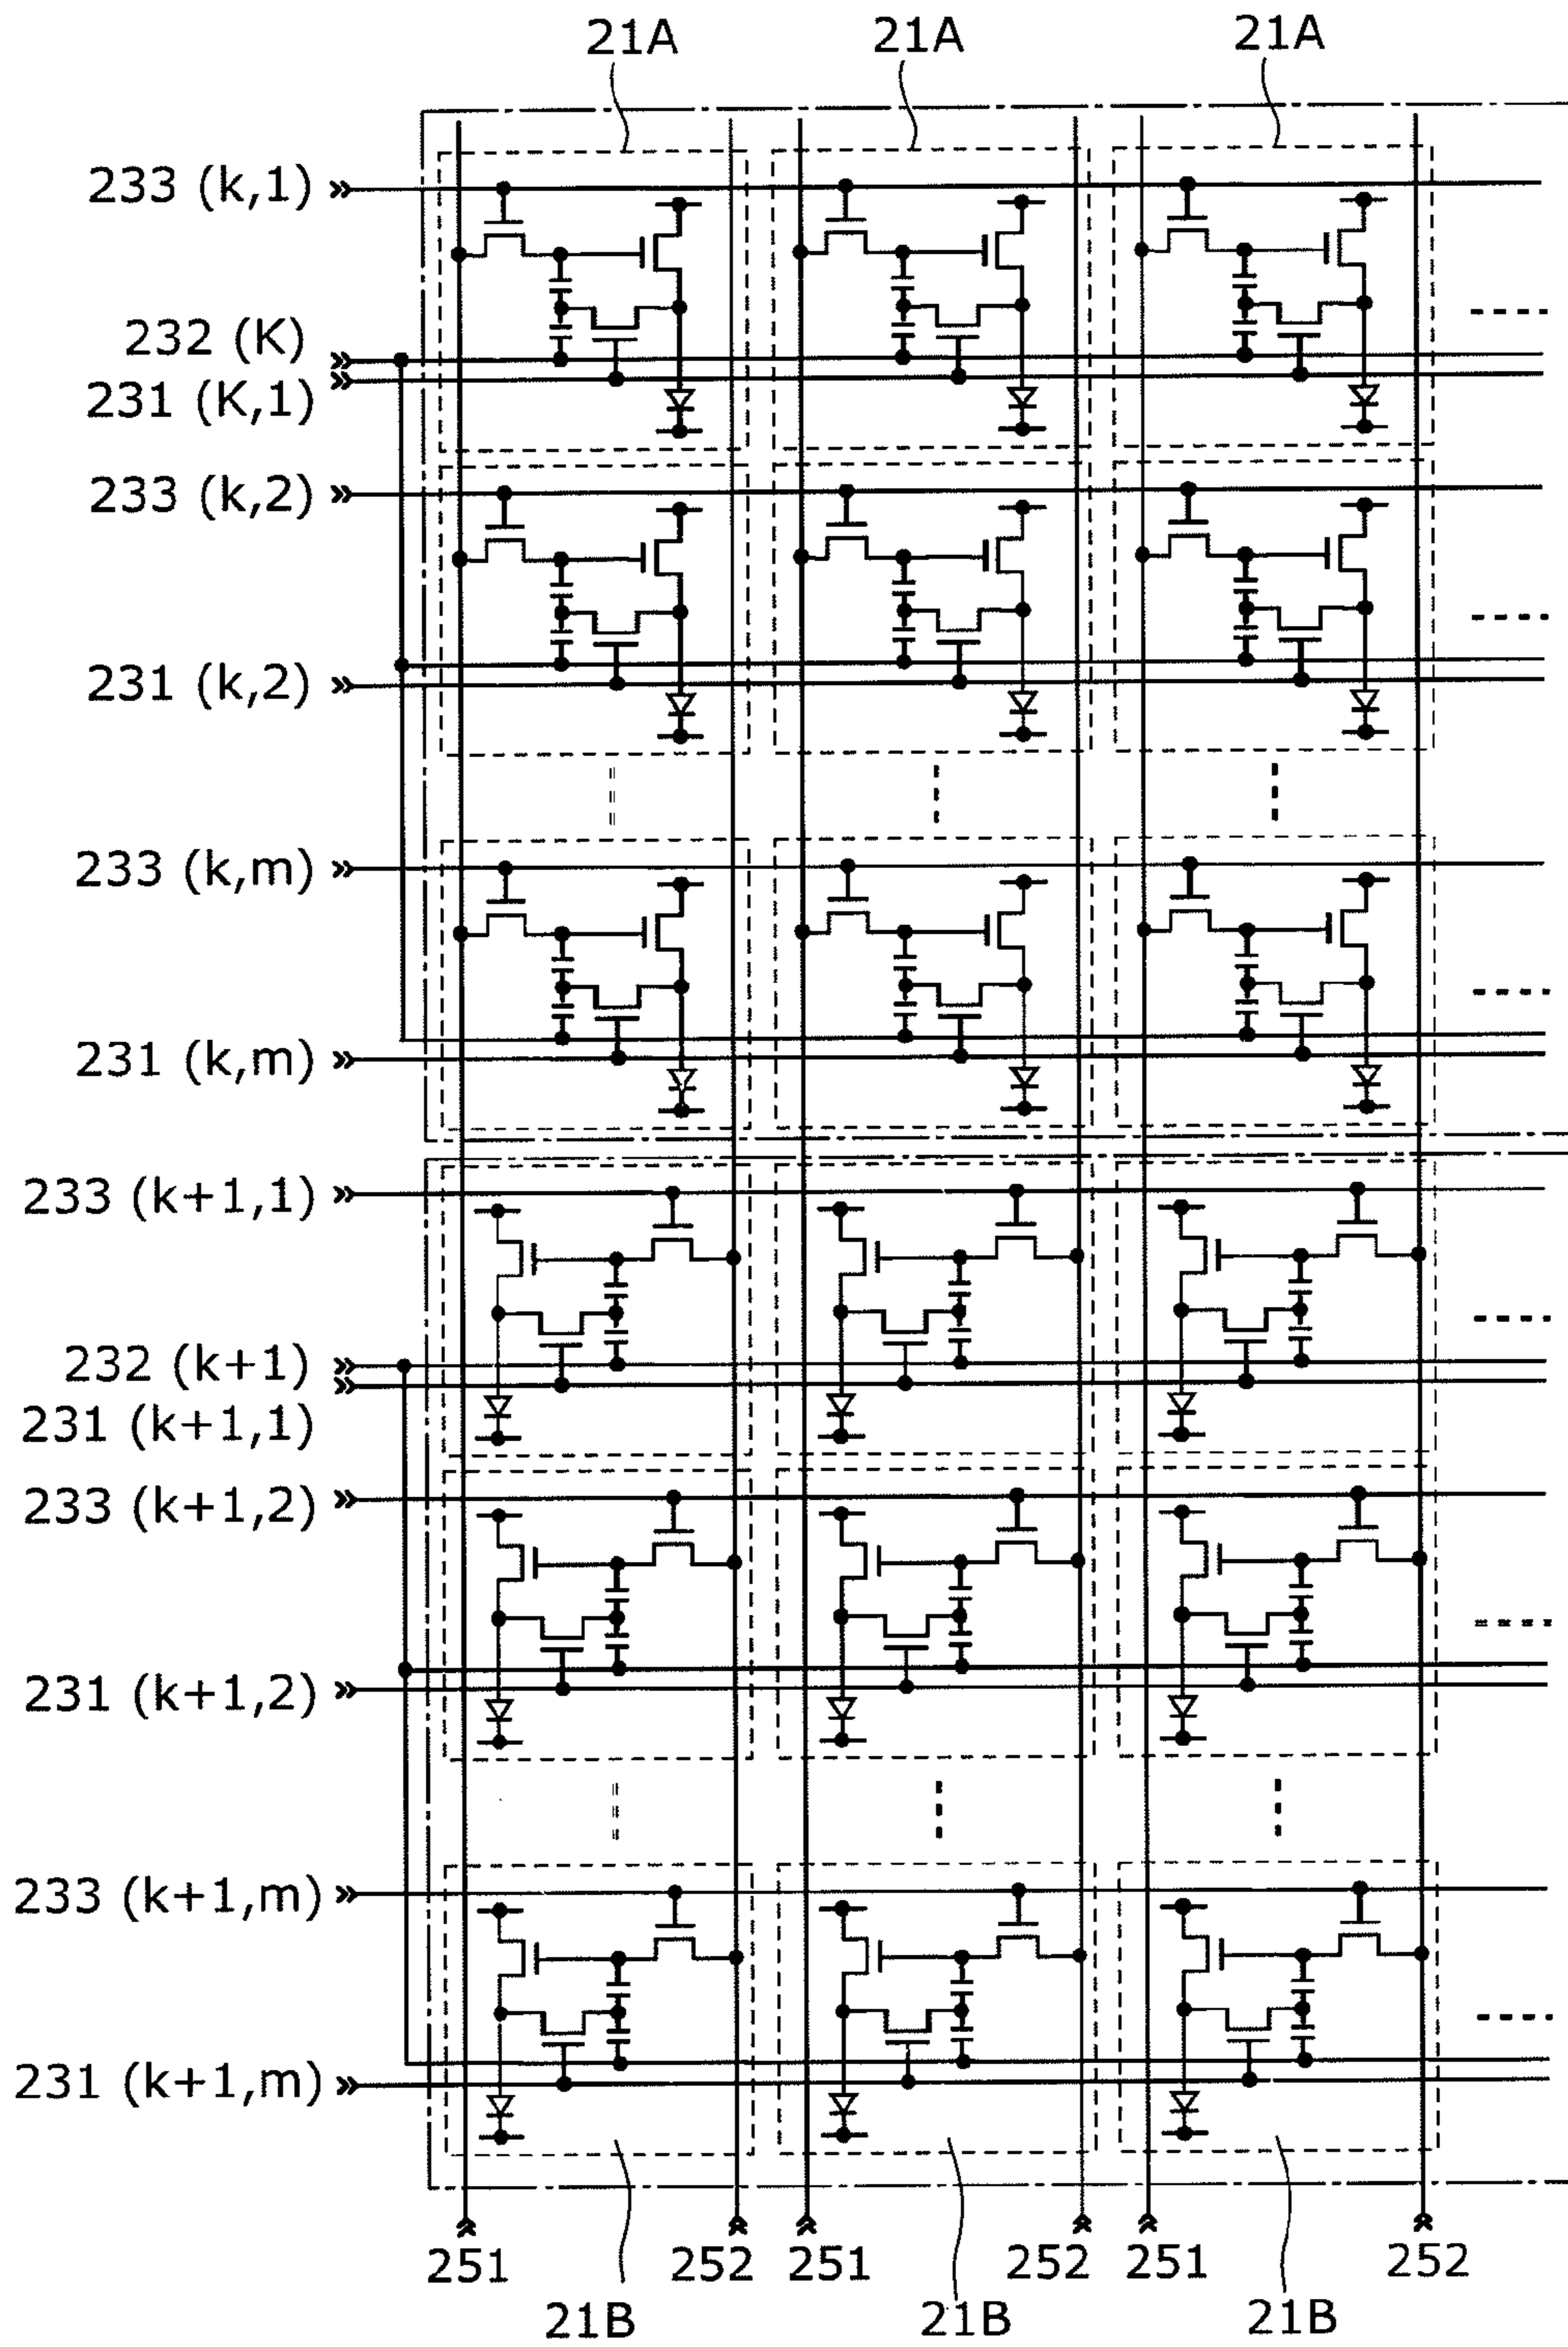 21A 21A 21A
233 (k,1)
232 (K)
231 (K,1)
233 (k,2)
231 (k,2)
233 (k,m)
231 (k,m)
233 (k+1,1)
232 (k+1)
231 (k+1,1)
233 (k+1,2)
231 (k+1,2)
233 (k+1,m)
231 (k+1,m)
251 252 251 252 251 252
21B 21B 21B